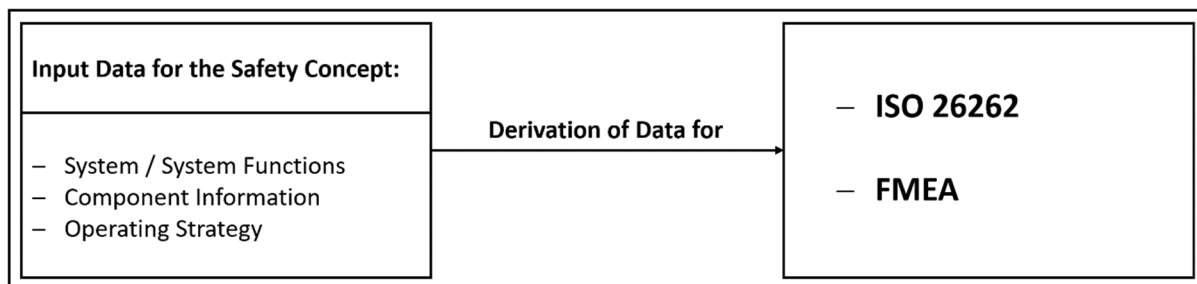 Input Data for the Safety Concept:
– System / System Functions
– Component Information
– Operating Strategy
Derivation of Data for
– ISO 26262
– FMEA